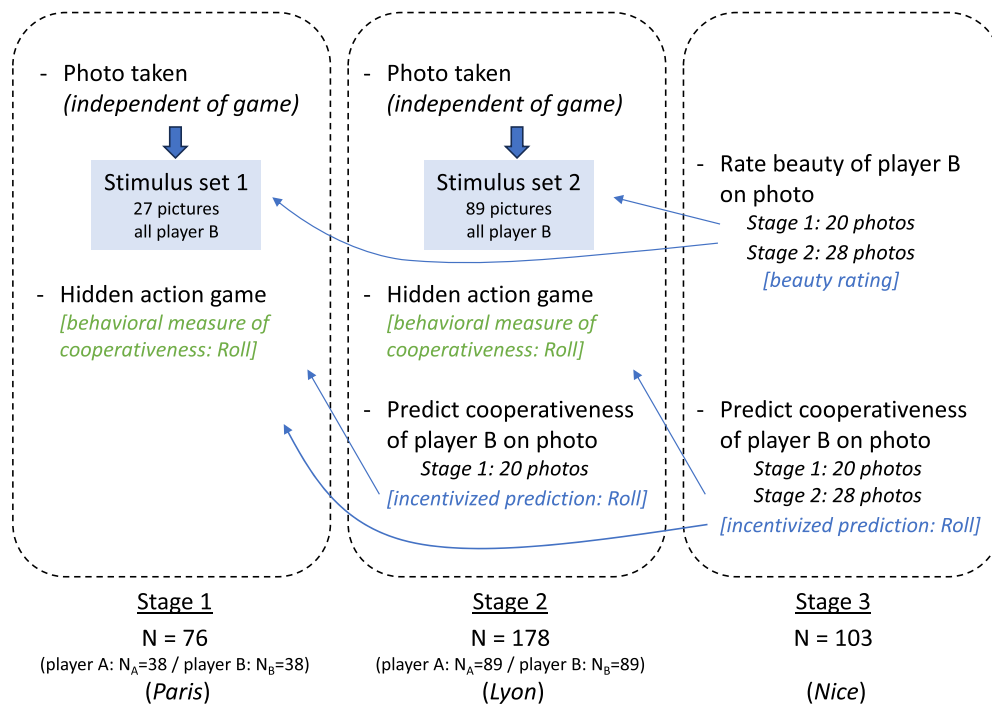 - Photo taken
(independent of game)
Stimulus set 1
27 pictures
all player B
- Hidden action game
[behavioral measure of
cooperativeness: Roll]
Stage 1
N = 76
(player A: N_A=38 / player B: N_B=38)
(Paris)
- Photo taken
(independent of game)
Stimulus set 2
89 pictures
all player B
- Hidden action game
[behavioral measure of
cooperativeness: Roll]
- Predict cooperativeness
of player B on photo
Stage 1: 20 photos
[incentivized prediction: Roll]
Stage 2
N = 178
(player A: N_A=89 / player B: N_B=89)
(Lyon)
- Rate beauty of player B
on photo
Stage 1: 20 photos
Stage 2: 28 photos
[beauty rating]
- Predict cooperativeness
of player B on photo
Stage 1: 20 photos
Stage 2: 28 photos
[incentivized prediction: Roll]
Stage 3
N = 103
(Nice)